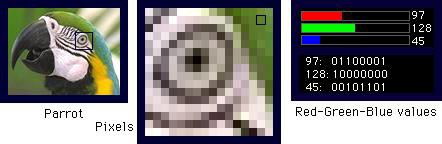 97
128
45
97: 01100001
128: 10000000
45: 00101101
Parrot
Pixels
Red-Green-Blue values